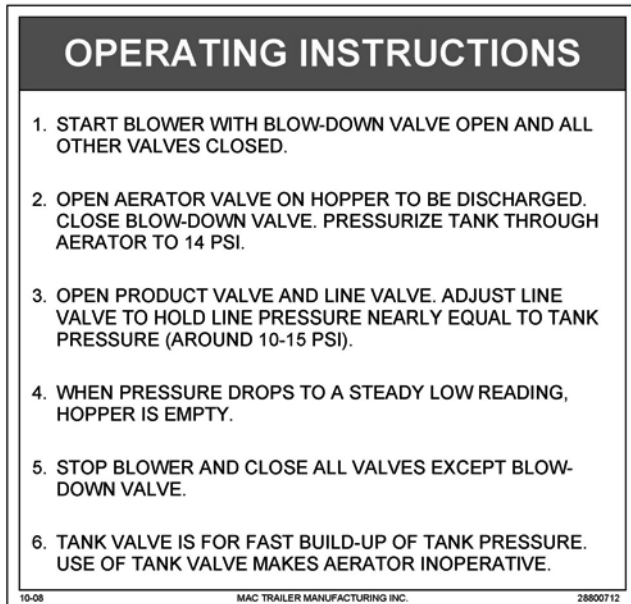 OPERATING INSTRUCTIONS
1. START BLOWER WITH BLOW-DOWN VALVE OPEN AND ALL
OTHER VALVES CLOSED.
2. OPEN AERATOR VALVE ON HOPPER TO BE DISCHARGED.
CLOSE BLOW-DOWN VALVE. PRESSURIZE TANK THROUGH
AERATOR TO 14 PSI.
3. OPEN PRODUCT VALVE AND LINE VALVE. ADJUST LINE
VALVE TO HOLD LINE PRESSURE NEARLY EQUAL TO TANK
PRESSURE (AROUND 10-15 PSI).
4. WHEN PRESSURE DROPS TO A STEADY LOW READING,
HOPPER IS EMPTY.
5. STOP BLOWER AND CLOSE ALL VALVES EXCEPT BLOW-
DOWN VALVE.
6. TANK VALVE IS FOR FAST BUILD-UP OF TANK PRESSURE.
USE OF TANK VALVE MAKES AERATOR INOPERATIVE.
10-08 MAC TRAILER MANUFACTURING INC. 28800712